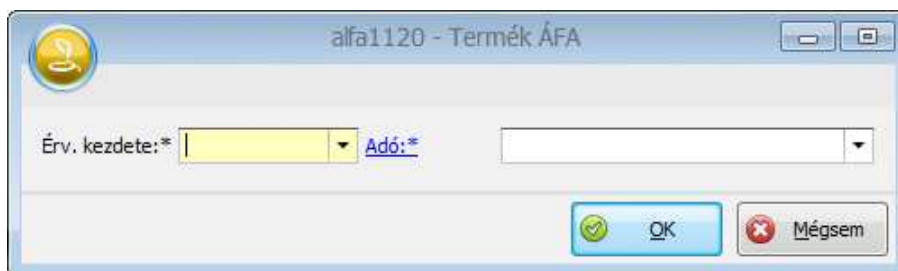 alfa1120 - Termék ÁFA
Érv. kezdete:* Adó:*
OK Mégsem